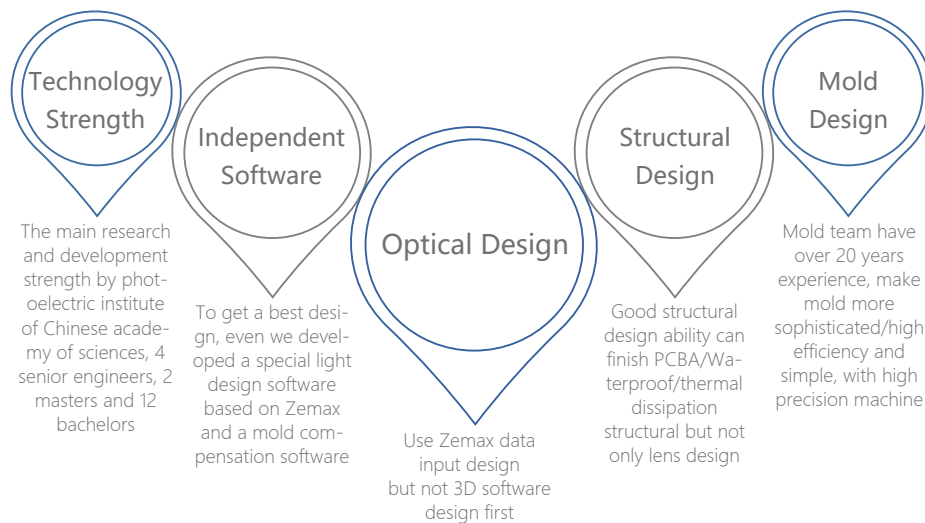 Technology
Strength
The main research
and development
strength by phot-
oelectric institute
of Chinese acade-
my of sciences, 4
senior engineers, 2
masters and 12
bachelors
Independent
Software
To get a best desi-
gn, even we devel-
oped a special light
design software
based on Zemax
and a mold com-
pensation software
Optical Design
Use Zemax data
input design
but not 3D software
design first
Structural
Design
Good structural
design ability can
finish PCBA/Wa-
terproof/thermal
dissipation
structural but not
only lens design
Mold
Design
Mold team have
over 20 years
experience, make
mold more
sophisticated/high
efficiency and
simple, with high
precision machine